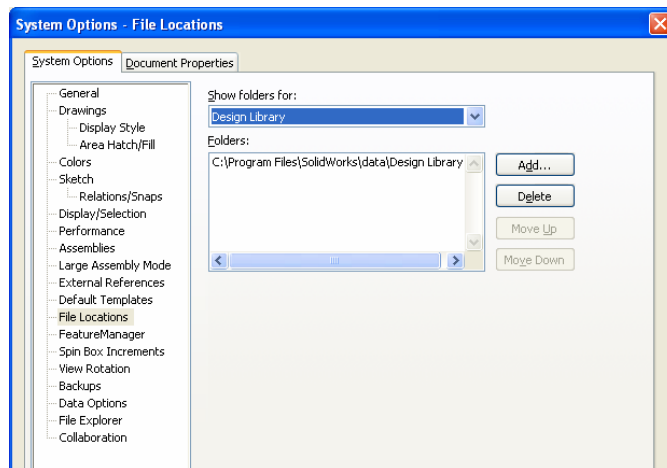 System Options - File Locations
System Options
Document Properties
General
Drawings
Display Style
Area Hatch/Fill
Colors
Sketch
Relations/Snaps
Display/Selection
Performance
Assemblies
Large Assembly Mode
External References
Default Templates
File Locations
FeatureManager
Spin Box Increments
View Rotation
Backups
Data Options
File Explorer
Collaboration
Show folders for:
Design Library
Folders:
C:\Program Files\SolidWorks\data\Design Library
Add...
Delete
Move Up
Move Down